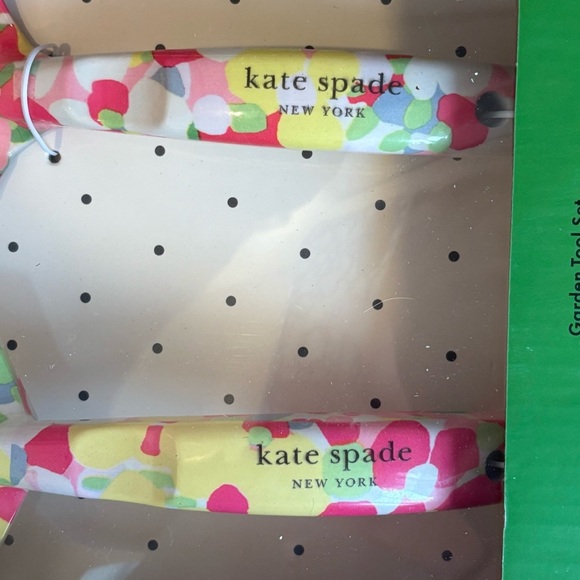 kate spade
NEW YORK
kate spade
NEW YORK
Garden Tool Set